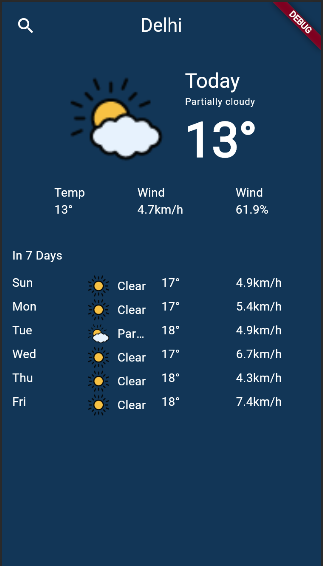 Delhi
DEBUG
Today
Partially cloudy
13°
Temp Wind Wind
13° 4.7km/h 61.9%
In 7 Days
Sun Clear 17° 4.9km/h
Mon Clear 17° 5.4km/h
Tue Par... 18° 4.9km/h
Wed Clear 17° 6.7km/h
Thu Clear 18° 4.3km/h
Fri Clear 18° 7.4km/h